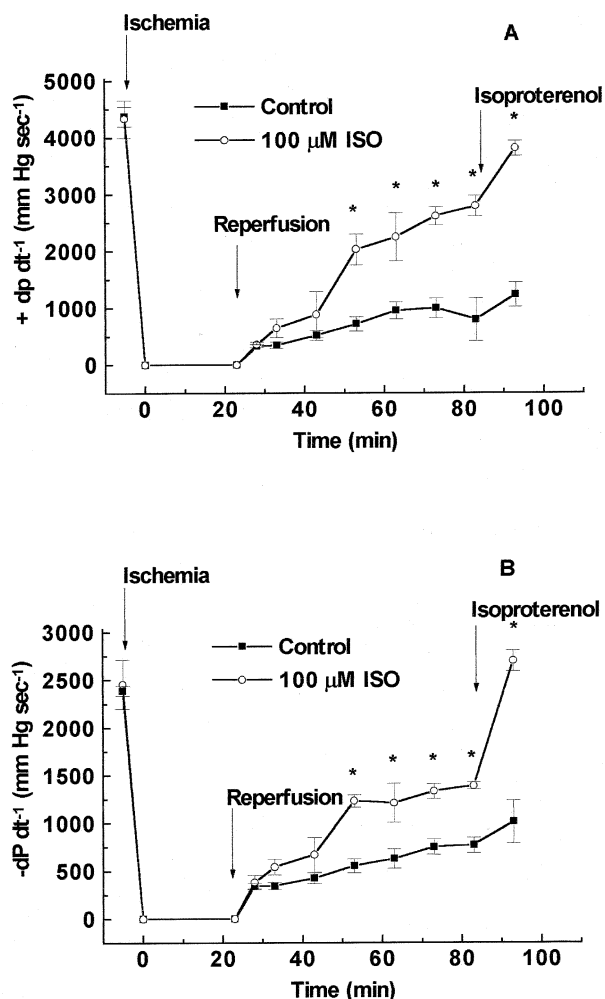 Ischemia
A
5000
4000
3000
2000
1000
0
Control
100 μM ISO
Isoproterenol
Reperfusion
*
*
*
*
*
+ dp dt-1 (mm Hg sec-1)
0 20 40 60 80 100
Time (min)
Ischemia
B
3000
2500
2000
1500
1000
500
0
Control
100 μM ISO
Isoproterenol
Reperfusion
*
*
*
*
*
-dP dt-1 (mm Hg sec-1)
0 20 40 60 80 100
Time (min)